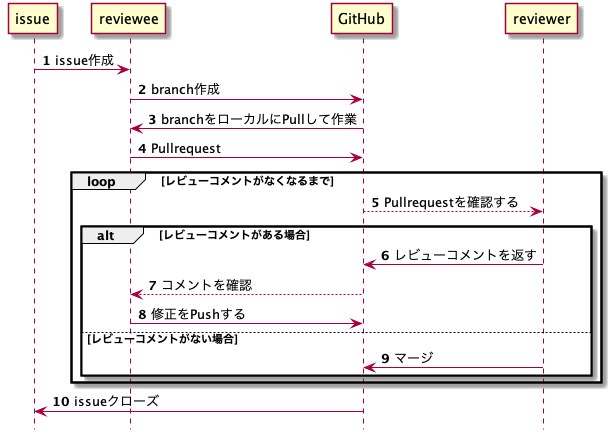 issue reviewee GitHub reviewer
1 issue作成
2 branch作成
3 branchをローカルにPullして作業
4 Pullrequest
loop [レビューコメントがなくなるまで]
5 Pullrequestを確認する
alt [レビューコメントがある場合]
6 レビューコメントを返す
7 コメントを確認
8 修正をPushする
[レビューコメントがない場合]
9 マージ
10 issueクローズ